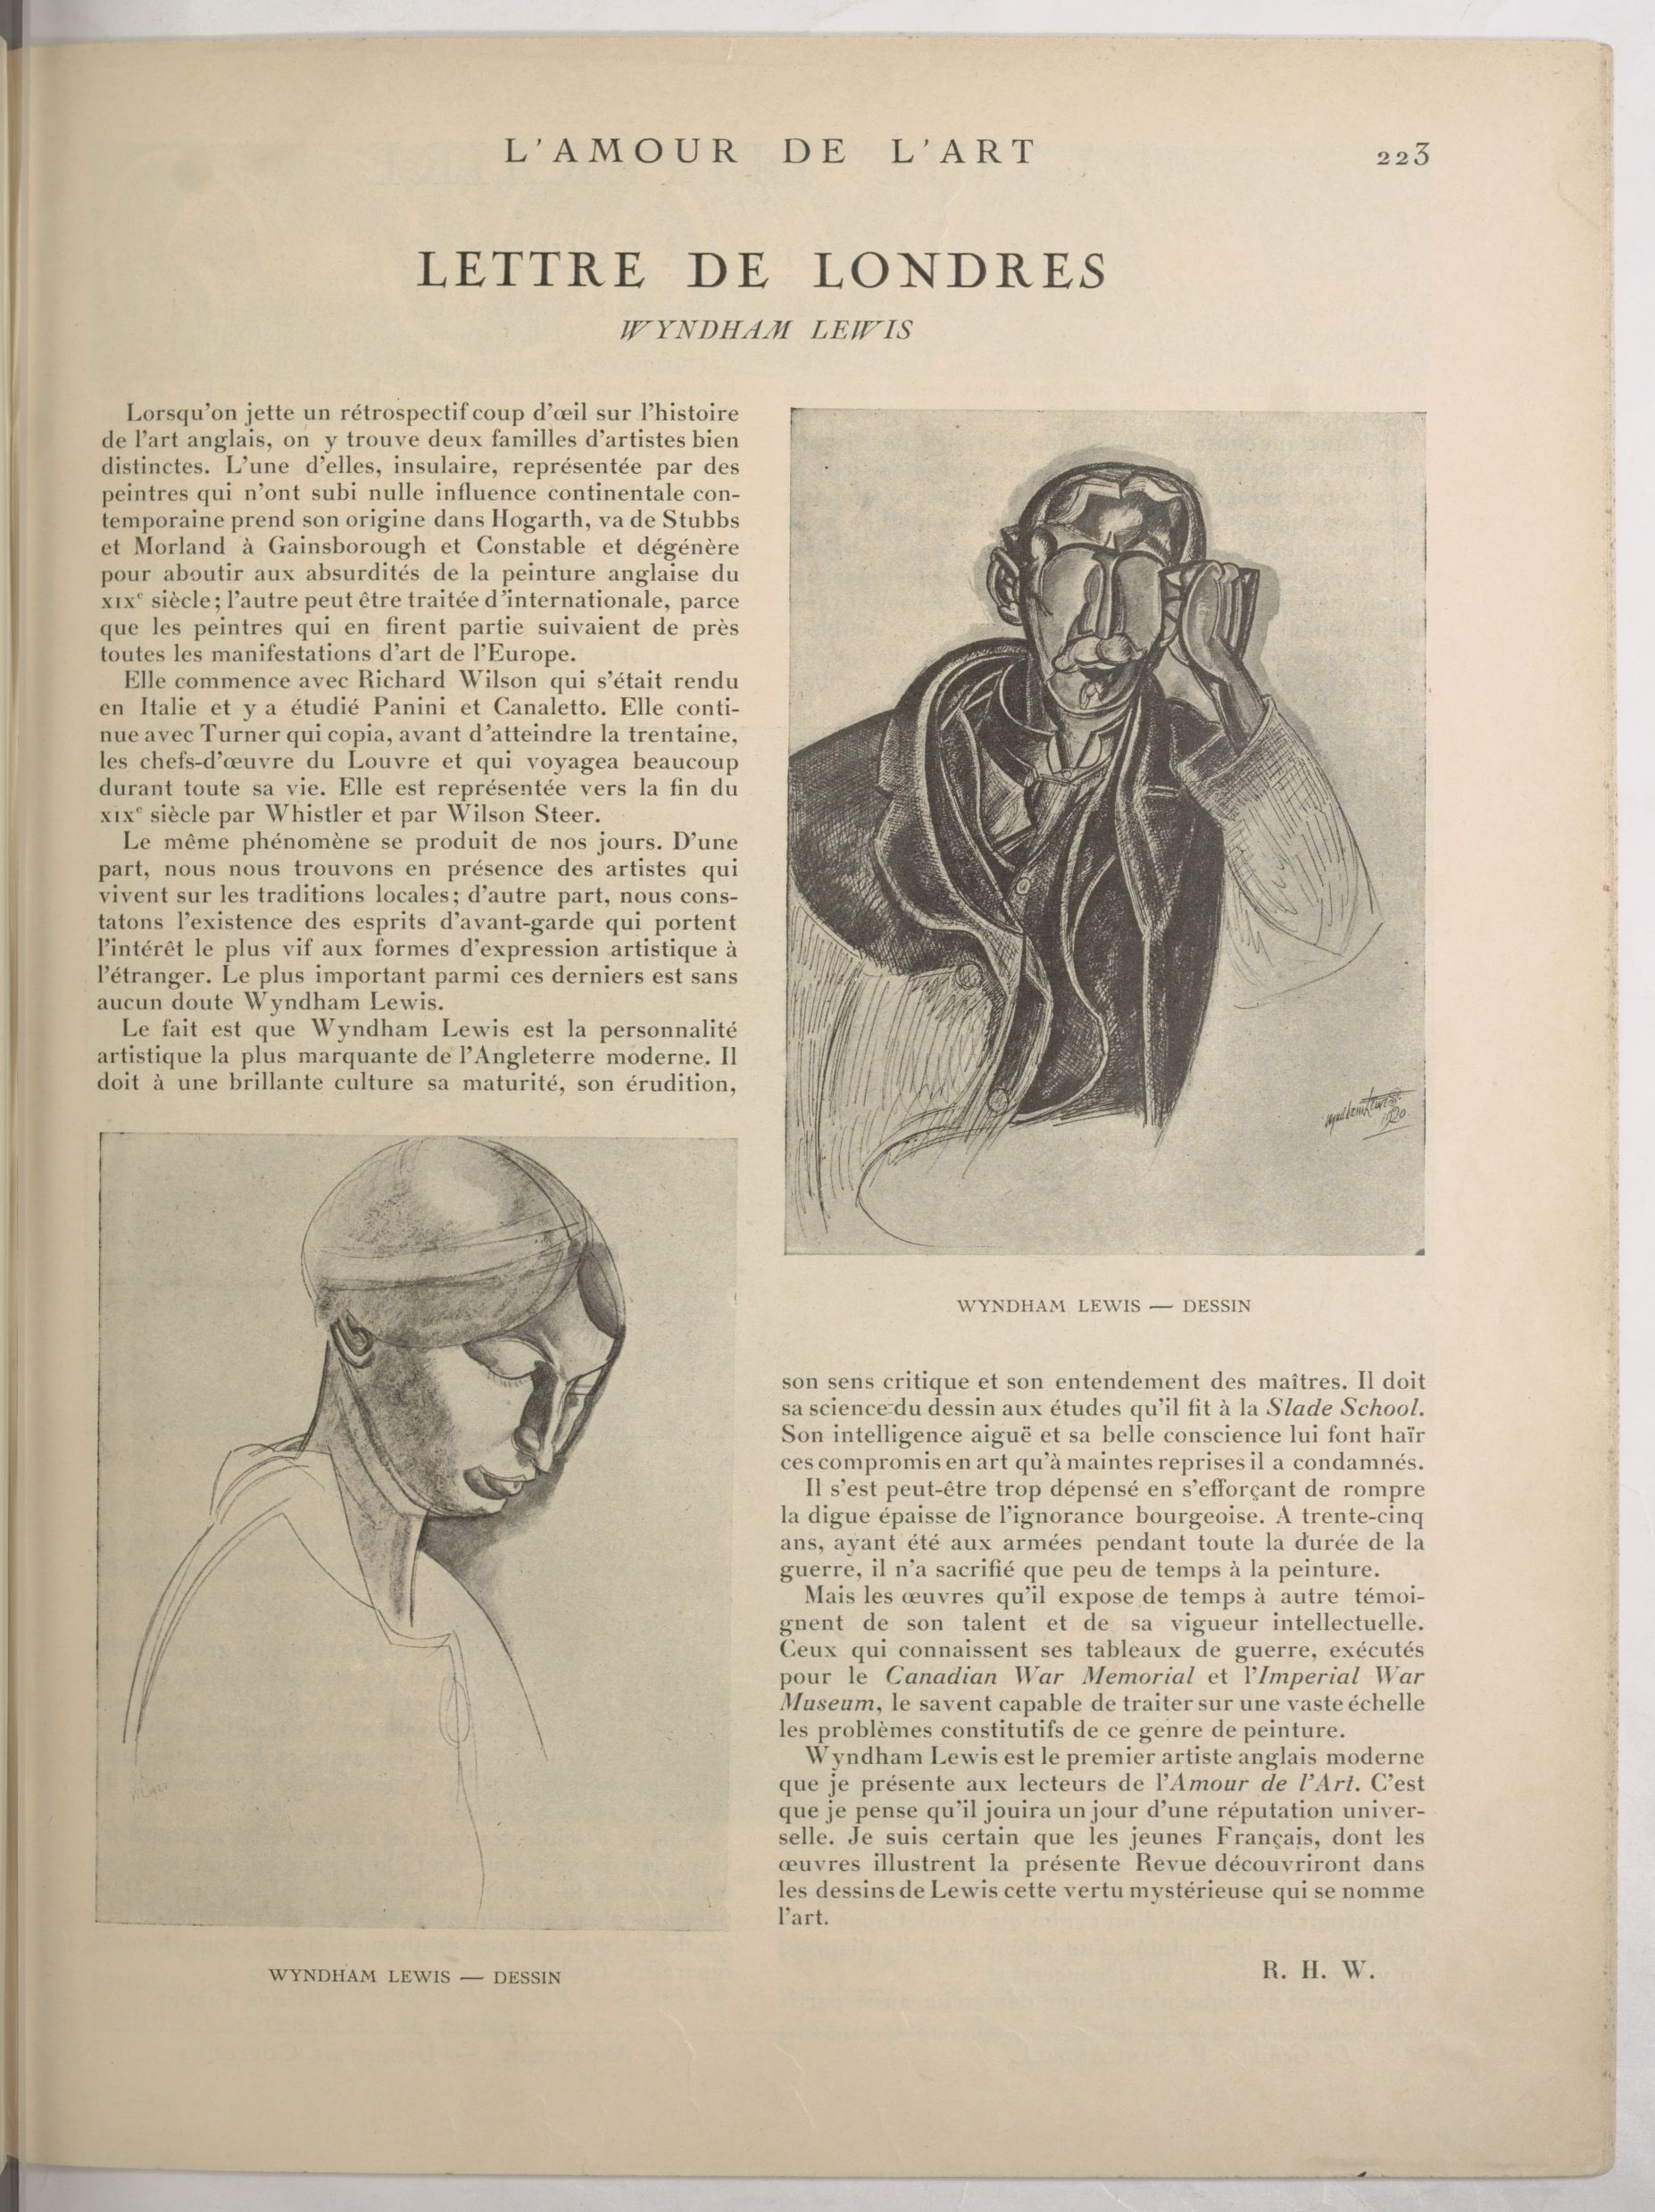 L'AMOUR DE L'ART
223
LETTRE DE LONDRES
WYNDHAM LEWIS
Lorsqu'on jette un rétrospectif coup d'œil sur l'histoire
de l'art anglais, on y trouve deux familles d'artistes bien
distinctes. L'une d'elles, insulaire, représentée par des
peintres qui n'ont subi nulle influence continentale con-
temporaine prend son origine dans Hogarth, va de Stubbs
et Morland à Gainsborough et Constable et dégénère
pour aboutir aux absurdités de la peinture anglaise du
XIXe siècle; l'autre peut être traitée d'internationale, parce
que les peintres qui en firent partie suivaient de près
toutes les manifestations d'art de l'Europe.
Elle commence avec Richard Wilson qui s'était rendu
en Italie et y a étudié Panini et Canaletto. Elle conti-
nue avec Turner qui copia, avant d'atteindre la trentaine,
les chefs-d'œuvre du Louvre et qui voyagea beaucoup
durant toute sa vie. Elle est représentée vers la fin du
XIXe siècle par Whistler et par Wilson Steer.
Le même phénomène se produit de nos jours. D'une
part, nous nous trouvons en présence des artistes qui
vivent sur les traditions locales; d'autre part, nous cons-
tatons l'existence des esprits d'avant-garde qui portent
l'intérêt le plus vif aux formes d'expression artistique à
l'étranger. Le plus important parmi ces derniers est sans
aucun doute Wyndham Lewis.
Le fait est que Wyndham Lewis est la personnalité
artistique la plus marquante de l'Angleterre moderne. Il
doit à une brillante culture sa maturité, son érudition,
WYNDHAM LEWIS — DESSIN
Wyndham Lewis
1920
WYNDHAM LEWIS — DESSIN
son sens critique et son entendement des maîtres. Il doit
sa science du dessin aux études qu'il fit à la Slade School.
Son intelligence aiguë et sa belle conscience lui font haïr
ces compromis en art qu'à maintes reprises il a condamnés.
Il s'est peut-être trop dépensé en s'efforçant de rompre
la digue épaisse de l'ignorance bourgeoise. A trente-cinq
ans, ayant été aux armées pendant toute la durée de la
guerre, il n'a sacrifié que peu de temps à la peinture.
Mais les œuvres qu'il expose de temps à autre témoi-
gnent de son talent et de sa vigueur intellectuelle.
Ceux qui connaissent ses tableaux de guerre, exécutés
pour le Canadian War Memorial et l'Imperial War
Museum, le savent capable de traiter sur une vaste échelle
les problèmes constitutifs de ce genre de peinture.
Wyndham Lewis est le premier artiste anglais moderne
que je présente aux lecteurs de l'Amour de l'Art. C'est
que je pense qu'il jouira un jour d'une réputation univer-
selle. Je suis certain que les jeunes Français, dont les
œuvres illustrent la présente Revue découvriront dans
les dessins de Lewis cette vertu mystérieuse qui se nomme
l'art.
R. H. W.